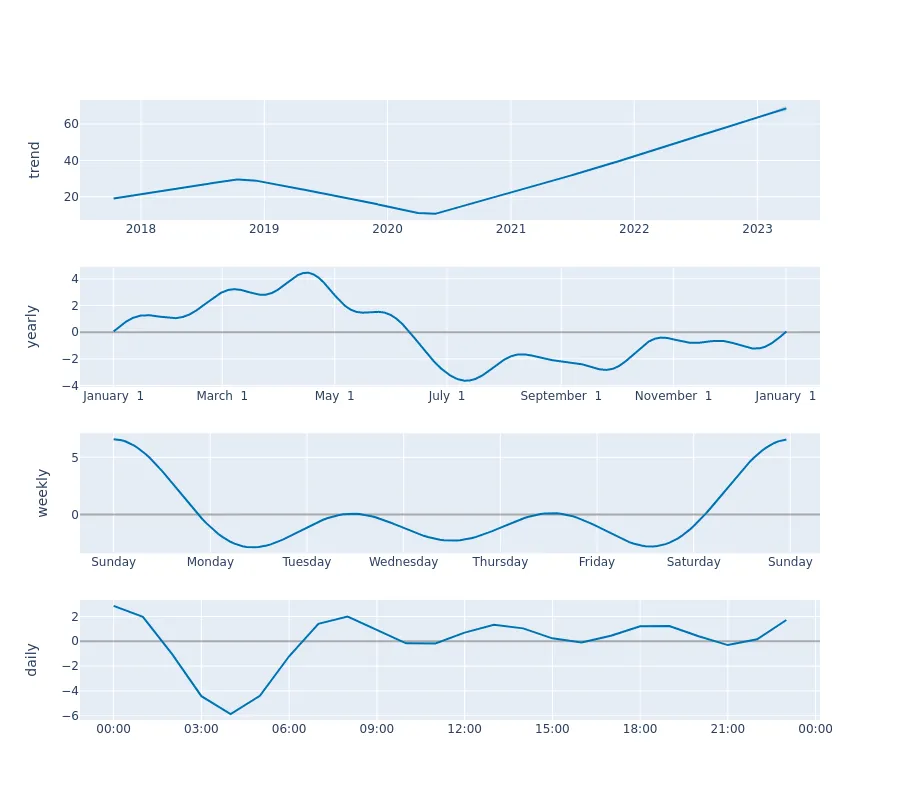 trend
60
40
20
2018 2019 2020 2021 2022 2023
yearly
4
2
0
−2
−4
January 1 March 1 May 1 July 1 September 1 November 1 January 1
weekly
5
0
Sunday Monday Tuesday Wednesday Thursday Friday Saturday Sunday
daily
2
0
−2
−4
−6
00:00 03:00 06:00 09:00 12:00 15:00 18:00 21:00 00:00